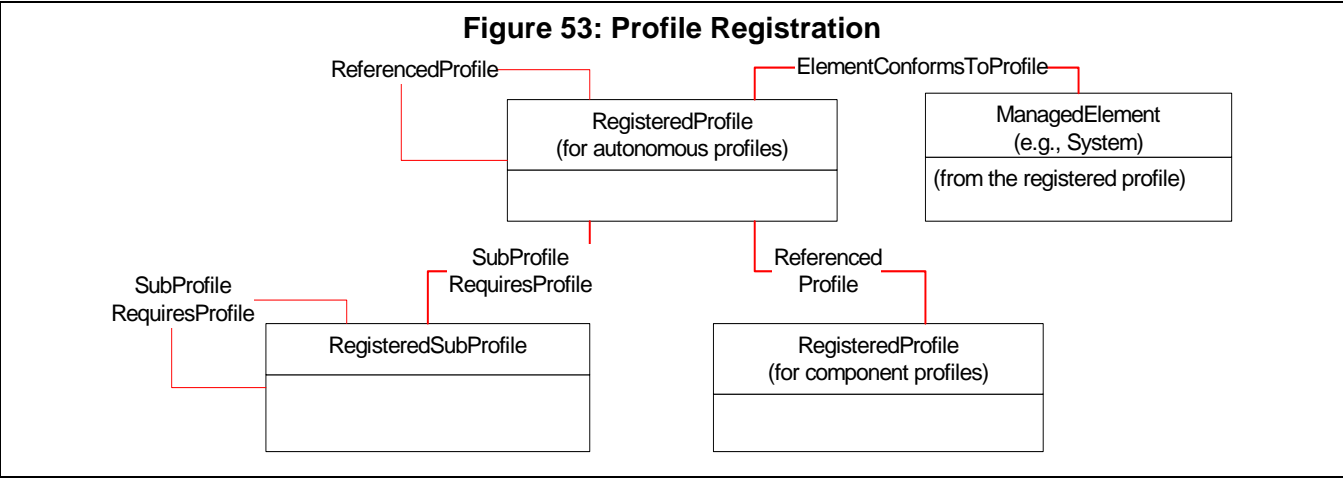 Figure 53: Profile Registration
ReferencedProfile
ElementConformsToProfile
RegisteredProfile
(for autonomous profiles)
ManagedElement
(e.g., System)
(from the registered profile)
SubProfile
RequiresProfile
SubProfile
RequiresProfile
Referenced
Profile
RegisteredSubProfile
RegisteredProfile
(for component profiles)